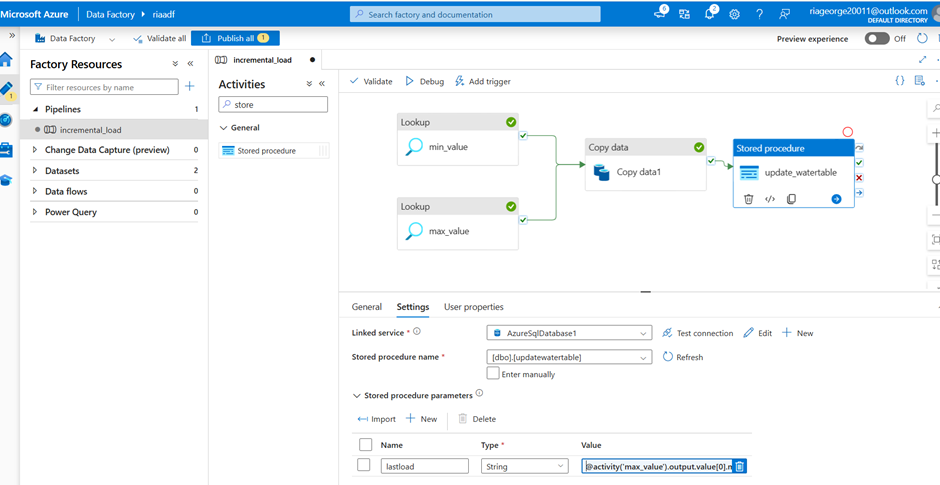 Microsoft Azure Data Factory riaadf Search factory and documentation 6 2 riageorge20011@outlook.com
DEFAULT DIRECTORY
Data Factory Validate all Publish all 1 Preview experience Off
Factory Resources
Filter resources by name
Pipelines 1
incremental_load
Change Data Capture (preview) 0
Datasets 2
Data flows 0
Power Query 0
incremental_load
Activities
store
General
Stored procedure
Validate Debug Add trigger
Lookup
min_value
Lookup
max_value
Copy data
Copy data1
Stored procedure
update_watertable
General Settings User properties
Linked service * AzureSqlDatabase1 Test connection Edit New
Stored procedure name * [dbo].[updatewatertable] Refresh
Enter manually
Stored procedure parameters
Import New Delete
Name Type * Value
lastload String @activity('max_value').output.value[0].